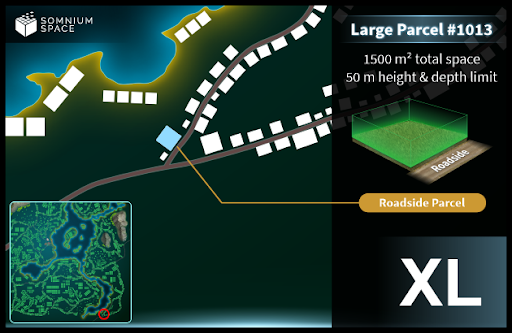 SOMNIUM
SPACE
Large Parcel #1013
1500 m² total space
50 m height & depth limit
Roadside
Roadside Parcel
XL